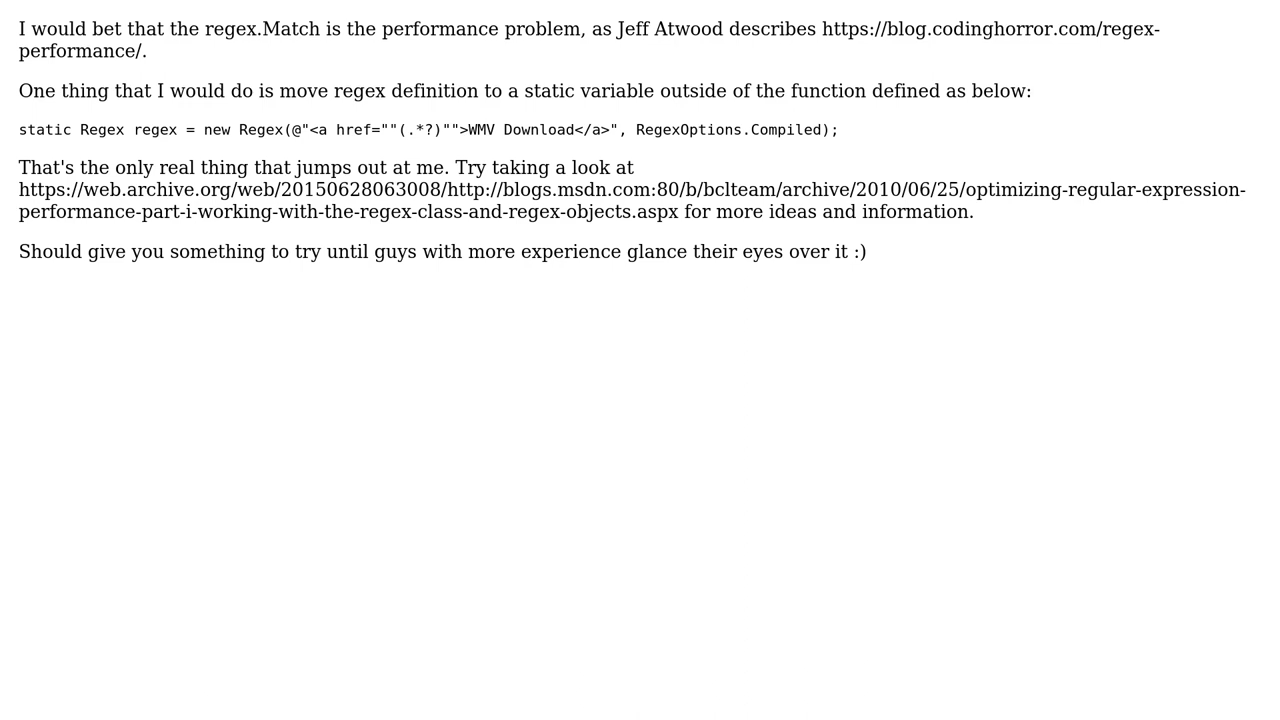 I would bet that the regex.Match is the performance problem, as Jeff Atwood describes https://blog.codinghorror.com/regex-
performance/.
One thing that I would do is move regex definition to a static variable outside of the function defined as below:
static Regex regex = new Regex(@"<a href=""(.*?)"">WMV Download</a>", RegexOptions.Compiled);
That's the only real thing that jumps out at me. Try taking a look at
https://web.archive.org/web/20150628063008/http://blogs.msdn.com:80/b/bclteam/archive/2010/06/25/optimizing-regular-expression-
performance-part-i-working-with-the-regex-class-and-regex-objects.aspx for more ideas and information.
Should give you something to try until guys with more experience glance their eyes over it :)